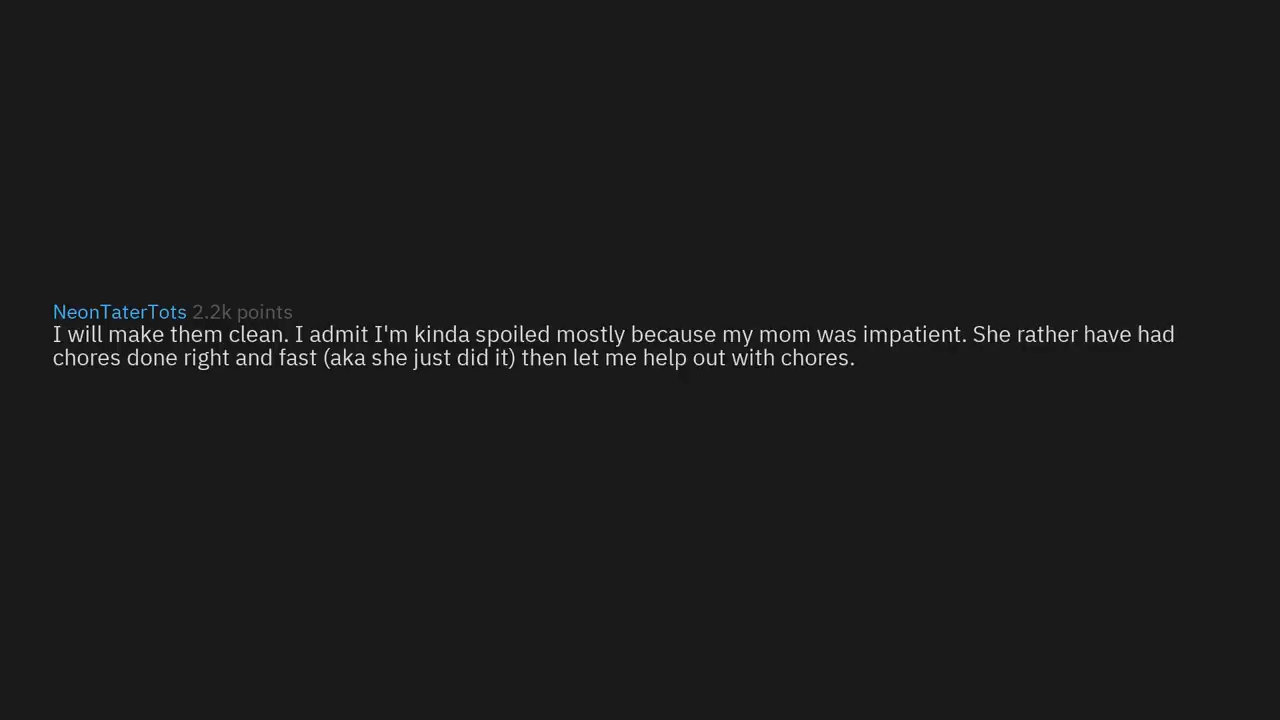 NeonTaterTots 2.2k points
I will make them clean. I admit I'm kinda spoiled mostly because my mom was impatient. She rather have had
chores done right and fast (aka she just did it) then let me help out with chores.